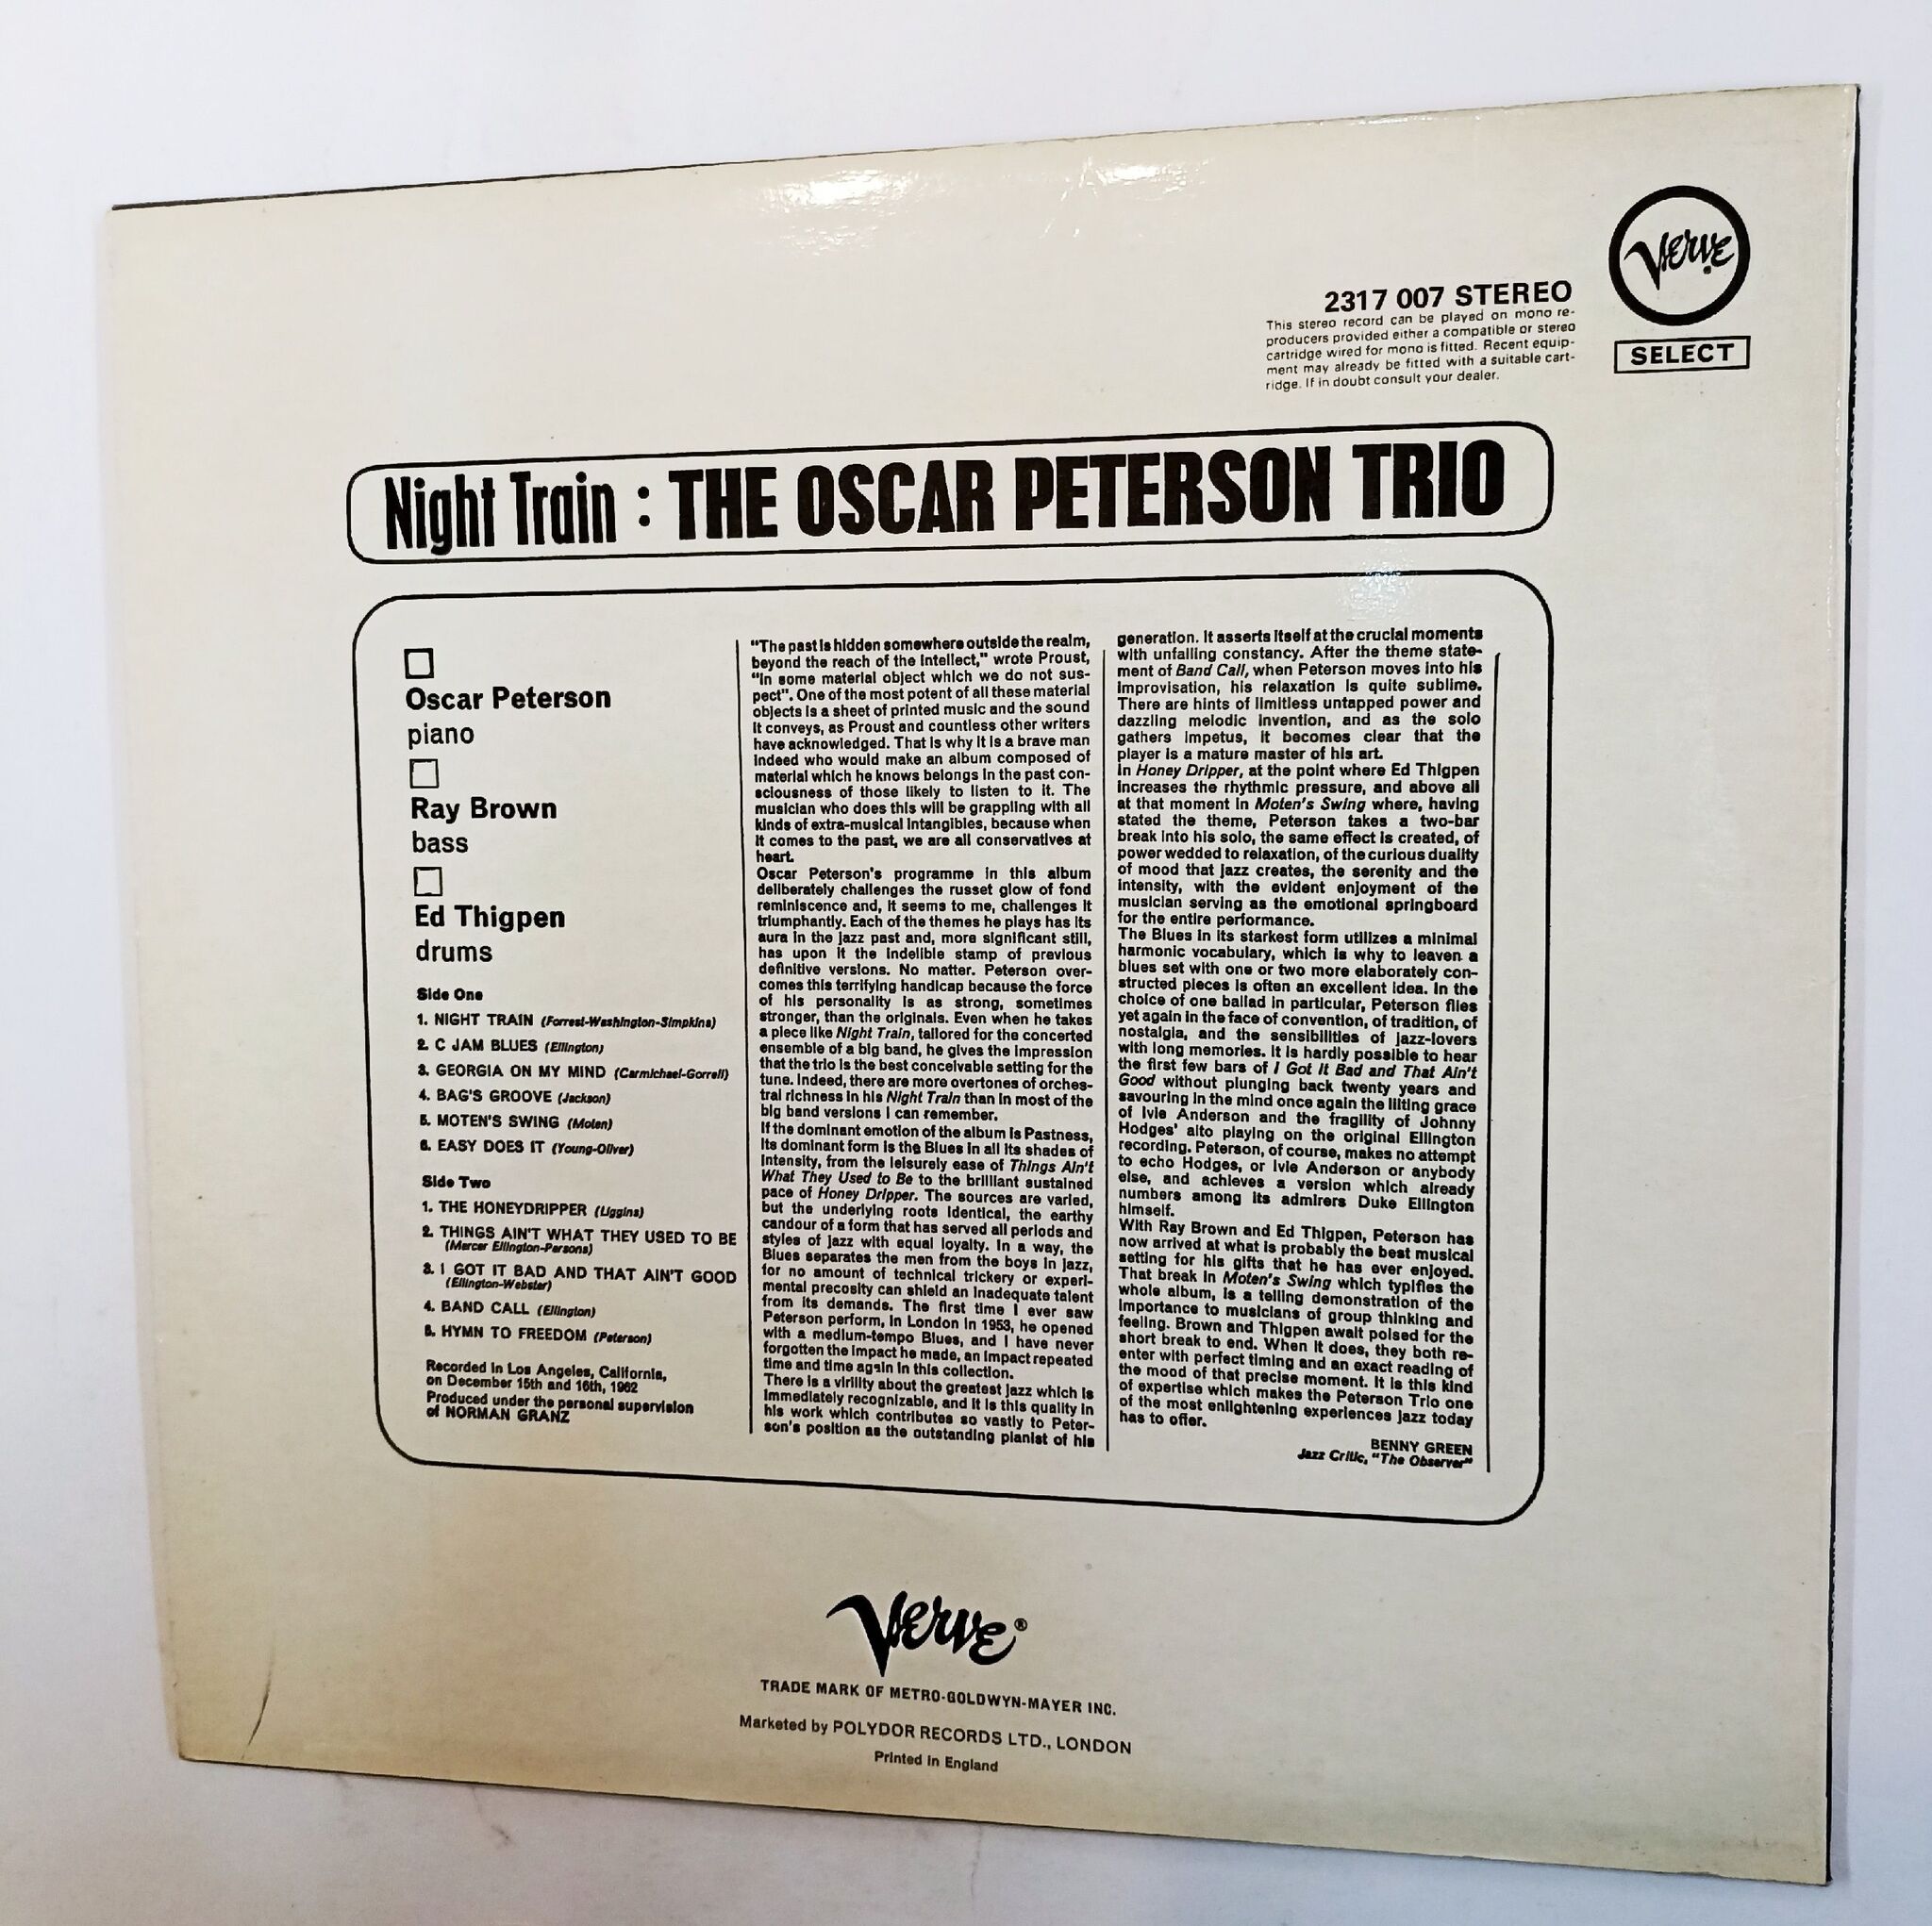 Verve
SELECT
2317 007 STEREO
This stereo record can be played on mono re-
producers provided either a compatible or stereo
cartridge wired for mono is fitted. Recent equip-
ment may already be fitted with a suitable cart-
ridge. If in doubt consult your dealer.
Night Train : THE OSCAR PETERSON TRIO
Oscar Peterson
piano
Ray Brown
bass
Ed Thigpen
drums
Side One
1. NIGHT TRAIN (Forrest-Washington-Simpkins)
2. C JAM BLUES (Ellington)
3. GEORGIA ON MY MIND (Carmichael-Gorrell)
4. BAG'S GROOVE (Jackson)
5. MOTEN'S SWING (Moten)
6. EASY DOES IT (Young-Oliver)
Side Two
1. THE HONEYDRIPPER (Liggins)
2. THINGS AIN'T WHAT THEY USED TO BE
(Mercer Ellington-Persons)
3. I GOT IT BAD AND THAT AIN'T GOOD
(Ellington-Webster)
4. BAND CALL (Ellington)
5. HYMN TO FREEDOM (Peterson)
Recorded in Los Angeles, California,
on December 15th and 16th, 1962
Produced under the personal supervision
of NORMAN GRANZ
"The past is hidden somewhere outside the realm,
beyond the reach of the intellect," wrote Proust,
"in some material object which we do not sus-
pect". One of the most potent of all these material
objects is a sheet of printed music and the sound
it conveys, as Proust and countless other writers
have acknowledged. That is why it is a brave man
indeed who would make an album composed of
material which he knows belongs in the past con-
sciousness of those likely to listen to it. The
musician who does this will be grappling with all
kinds of extra-musical intangibles, because when
it comes to the past, we are all conservatives at
heart.
Oscar Peterson's programme in this album
deliberately challenges the russet glow of fond
reminiscence and, it seems to me, challenges it
triumphantly. Each of the themes he plays has its
aura in the jazz past and, more significant still,
has upon it the indelible stamp of previous
definitive versions. No matter. Peterson over-
comes this terrifying handicap because the force
of his personality is as strong, sometimes
stronger, than the originals. Even when he takes
a piece like Night Train, tailored for the concerted
ensemble of a big band, he gives the impression
that the trio is the best conceivable setting for the
tune. Indeed, there are more overtones of orches-
tral richness in his Night Train than in most of the
big band versions I can remember.
If the dominant emotion of the album is Pastness,
its dominant form is the Blues in all its shades of
intensity, from the leisurely ease of Things Ain't
What They Used to Be to the brilliant sustained
pace of Honey Dripper. The sources are varied,
but the underlying roots identical, the earthy
candour of a form that has served all periods and
styles of jazz with equal loyalty. In a way, the
Blues separates the men from the boys in jazz,
for no amount of technical trickery or experi-
mental precosity can shield an inadequate talent
from its demands. The first time I ever saw
Peterson perform, in London in 1953, he opened
with a medium-tempo Blues, and I have never
forgotten the impact he made, an impact repeated
time and time again in this collection.
There is a virility about the greatest jazz which is
immediately recognizable, and it is this quality in
his work which contributes so vastly to Peter-
son's position as the outstanding pianist of his
generation. It asserts itself at the crucial moments
with unfailing constancy. After the theme state-
ment of Band Call, when Peterson moves into his
improvisation, his relaxation is quite sublime.
There are hints of limitless untapped power and
dazzling melodic invention, and as the solo
gathers impetus, it becomes clear that the
player is a mature master of his art.
In Honey Dripper, at the point where Ed Thigpen
increases the rhythmic pressure, and above all
at that moment in Moten's Swing where, having
stated the theme, Peterson takes a two-bar
break into his solo, the same effect is created, of
power wedded to relaxation, of the curious duality
of mood that jazz creates, the serenity and the
intensity, with the evident enjoyment of the
musician serving as the emotional springboard
for the entire performance.
The Blues in its starkest form utilizes a minimal
harmonic vocabulary, which is why to leaven a
blues set with one or two more elaborately con-
structed pieces is often an excellent idea. In the
choice of one ballad in particular, Peterson flies
yet again in the face of convention, of tradition, of
nostalgia, and the sensibilities of jazz-lovers
with long memories. It is hardly possible to hear
the first few bars of I Got It Bad and That Ain't
Good without plunging back twenty years and
savouring in the mind once again the lilting grace
of Ivie Anderson and the fragility of Johnny
Hodges' alto playing on the original Ellington
recording. Peterson, of course, makes no attempt
to echo Hodges, or Ivie Anderson or anybody
else, and achieves a version which already
numbers among its admirers Duke Ellington
himself.
With Ray Brown and Ed Thigpen, Peterson has
now arrived at what is probably the best musical
setting for his gifts that he has ever enjoyed.
That break in Moten's Swing which typifies the
whole album, is a telling demonstration of the
importance to musicians of group thinking and
feeling. Brown and Thigpen await poised for the
short break to end. When it does, they both re-
enter with perfect timing and an exact reading of
the mood of that precise moment. It is this kind
of expertise which makes the Peterson Trio one
of the most enlightening experiences jazz today
has to offer.
BENNY GREEN
Jazz Critic, "The Observer"
Verve®
TRADE MARK OF METRO-GOLDWYN-MAYER INC.
Marketed by POLYDOR RECORDS LTD., LONDON
Printed in England